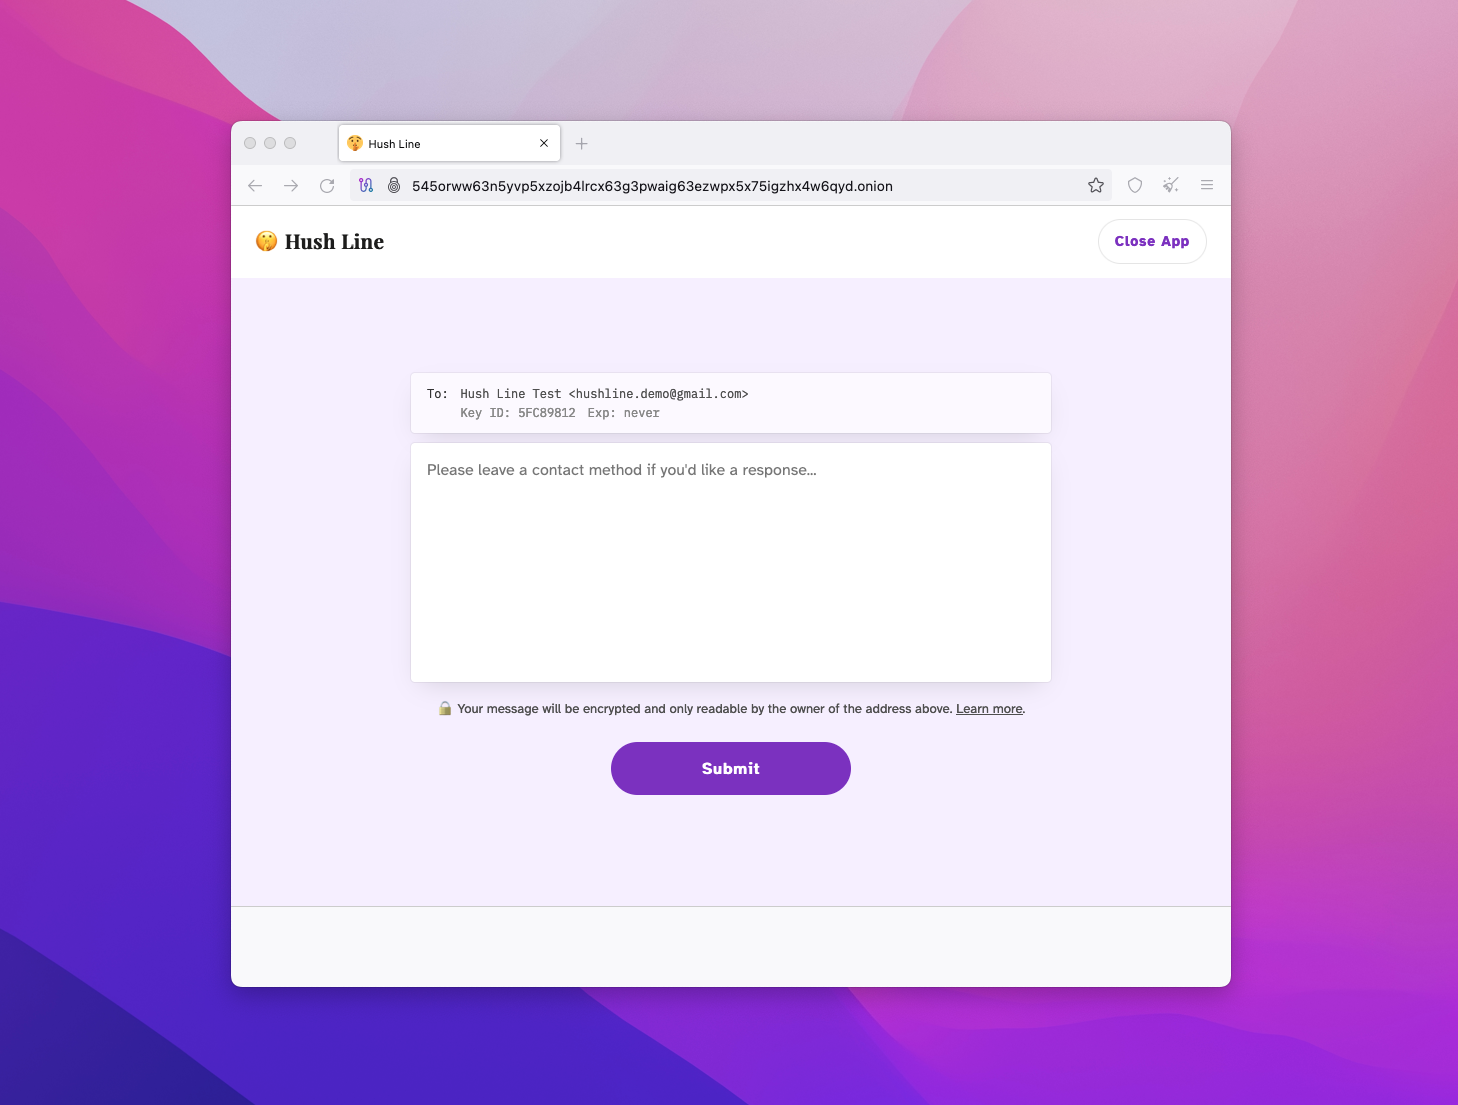 Hush Line
545orww63n5yvp5xzojb4lrcx63g3pwaig63ezwpx5x75igzhx4w6qyd.onion
Hush Line
Close App
To: Hush Line Test <hushline.demo@gmail.com>
Key ID: 5FC89812 Exp: never
Please leave a contact method if you'd like a response...
Your message will be encrypted and only readable by the owner of the address above. Learn more.
Submit